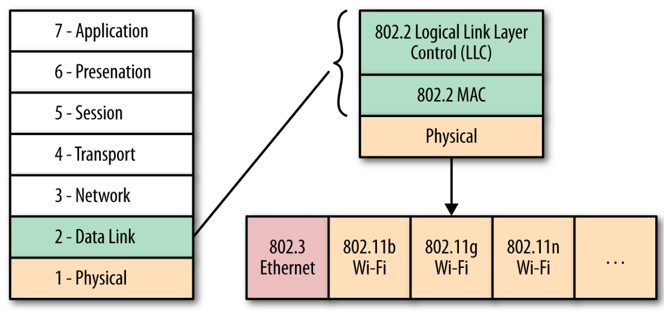 7 - Application
6 - Presenation
5 - Session
4 - Transport
3 - Network
2 - Data Link
1 - Physical
802.2 Logical Link Layer
Control (LLC)
802.2 MAC
Physical
802.3
Ethernet
802.11b
Wi-Fi
802.11g
Wi-Fi
802.11n
Wi-Fi
...